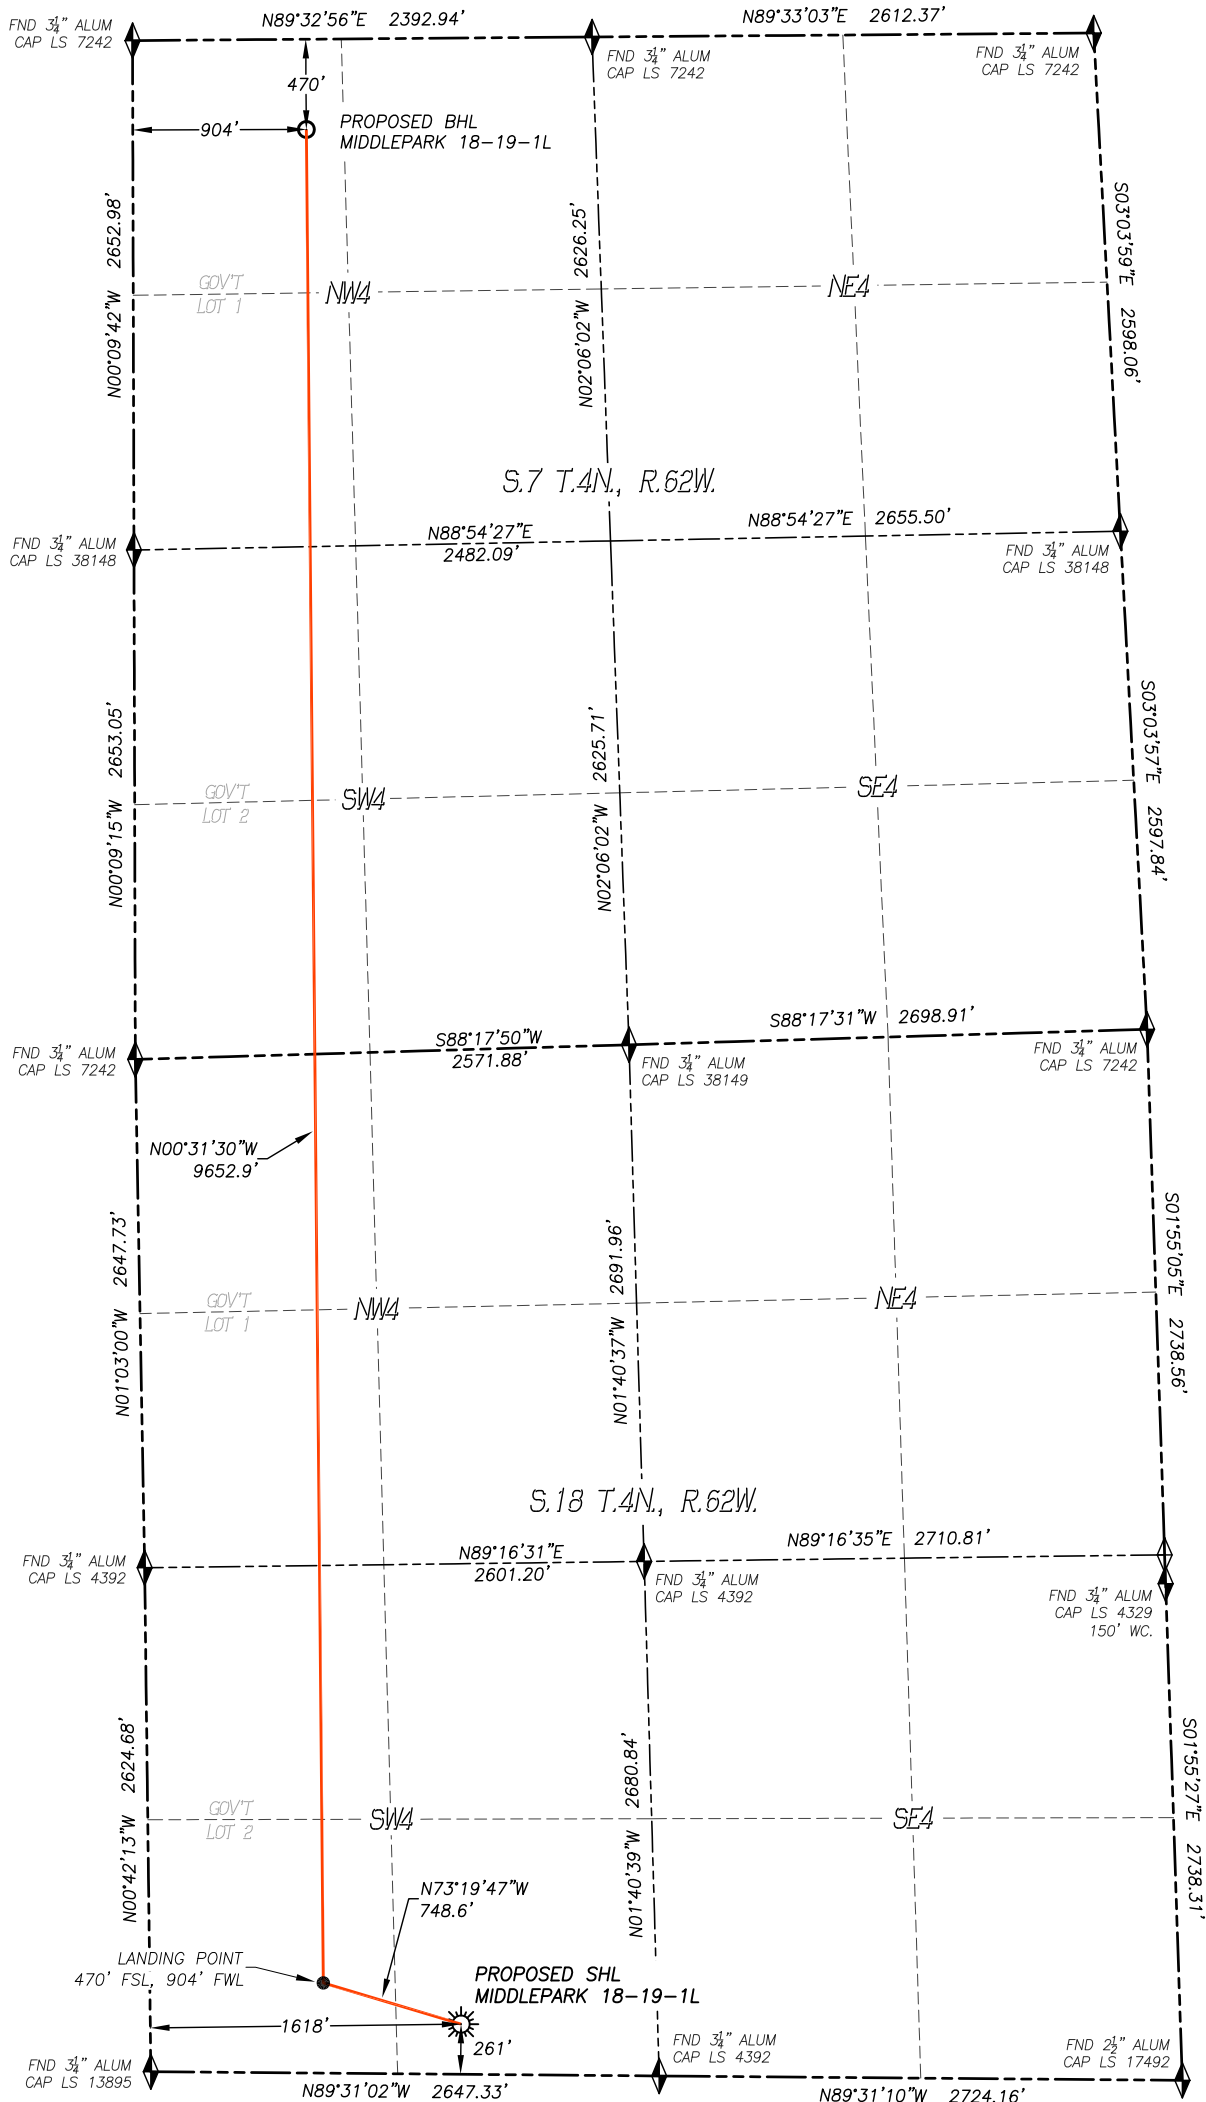 N89°32'56"E 2392.94'
N89°33'03"E 2612.37'
FND 3¼" ALUM
CAP LS 7242
FND 3¼" ALUM
CAP LS 7242
FND 3¼" ALUM
CAP LS 7242
470'
904'
PROPOSED BHL
MIDDLEPARK 18-19-1L
N00°09'42"W 2652.98'
N02°06'02"W 2626.25'
S03°03'59"E 2598.06'
GOV'T
LOT 1
NW4
NE4
S.7 T.4N., R.62W.
N88°54'27"E
2482.09'
N88°54'27"E 2655.50'
FND 3¼" ALUM
CAP LS 38148
FND 3¼" ALUM
CAP LS 38148
N00°09'15"W 2653.05'
N02°06'02"W 2625.71'
S03°03'57"E 2597.84'
GOV'T
LOT 2
SW4
SE4
S88°17'50"W
2571.88'
S88°17'31"W 2698.91'
FND 3¼" ALUM
CAP LS 7242
FND 3¼" ALUM
CAP LS 38149
FND 3¼" ALUM
CAP LS 7242
N00°31'30"W
9652.9'
N01°03'00"W 2647.73'
N01°40'37"W 2691.96'
S01°55'05"E 2738.56'
GOV'T
LOT 1
NW4
NE4
S.18 T.4N., R.62W.
N89°16'31"E
2601.20'
N89°16'35"E 2710.81'
FND 3¼" ALUM
CAP LS 4392
FND 3¼" ALUM
CAP LS 4392
FND 3¼" ALUM
CAP LS 4329
150' WC.
N00°42'13"W 2624.68'
N01°40'39"W 2680.84'
S01°55'27"E 2738.31'
GOV'T
LOT 2
SW4
SE4
N73°19'47"W
748.6'
LANDING POINT
470' FSL, 904' FWL
PROPOSED SHL
MIDDLEPARK 18-19-1L
1618'
261'
FND 3¼" ALUM
CAP LS 13895
FND 3¼" ALUM
CAP LS 4392
FND 2½" ALUM
CAP LS 17492
N89°31'02"W 2647.33'
N89°31'10"W 2724.16'